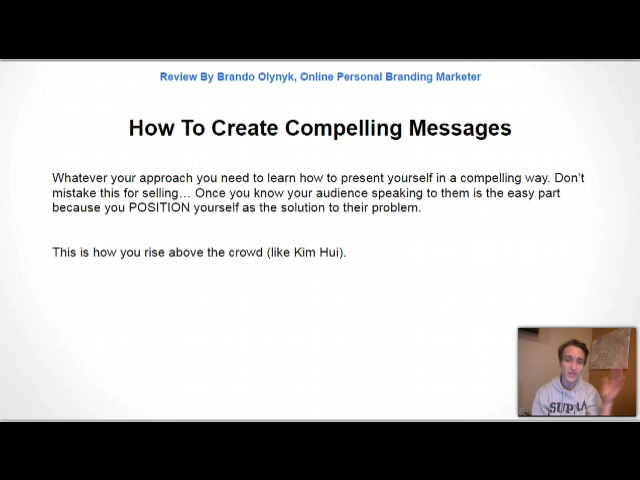 Review By Brando Olynyk, Online Personal Branding Marketer
How To Create Compelling Messages
Whatever your approach you need to learn how to present yourself in a compelling way. Don't
mistake this for selling... Once you know your audience speaking to them is the easy part
because you POSITION yourself as the solution to their problem.
This is how you rise above the crowd (like Kim Hui).
SUPRA